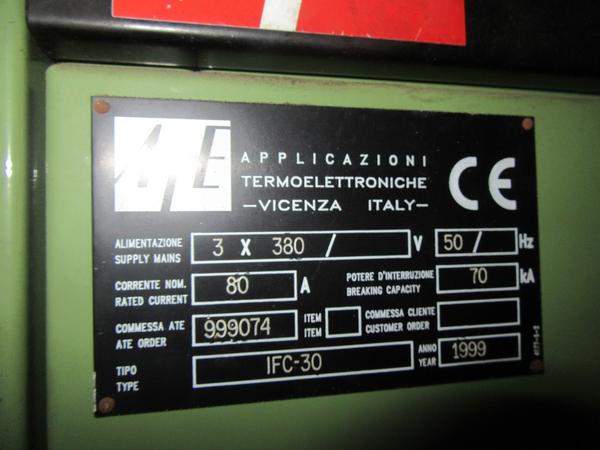 ATE
APPLICAZIONI
TERMOELETTRONICHE
—VICENZA ITALY—
CE
ALIMENTAZIONE 3 X 380 / V 50 / Hz
SUPPLY MAINS
CORRENTE NOM. 80 A POTERE D'INTERRUZIONE 70 kA
RATED CURRENT BREAKING CAPACITY
COMMESSA ATE 999074 ITEM COMMESSA CLIENTE
ATE ORDER ITEM CUSTOMER ORDER
TIPO IFC-30 ANNO 1999
TYPE YEAR